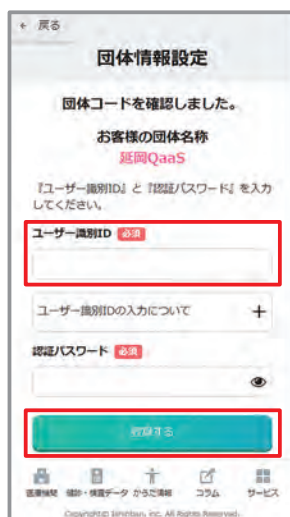 ← 戻る
団体情報設定
団体コードを確認しました。
お客様の団体名称
延岡QaaS
『ユーザー識別ID』と『認証パスワード』を入力
してください。
ユーザー識別ID 必須
ユーザー識別IDの入力について +
認証パスワード 必須
登録する
医療機関 健診・検査データ からだ情報 コラム サービス
All Rights Reserved.